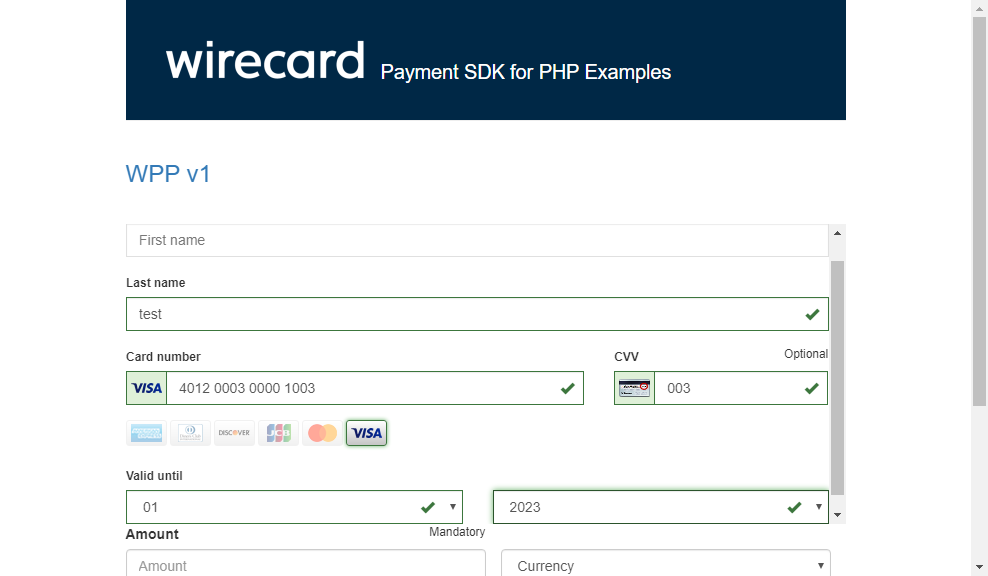 wirecard Payment SDK for PHP Examples
WPP v1
First name
Last name
test
Card number
CVV
Optional
VISA
4012 0003 0000 1003
003
DISCOVER JCB VISA
Valid until
01
2023
Amount
Mandatory
Amount
Currency